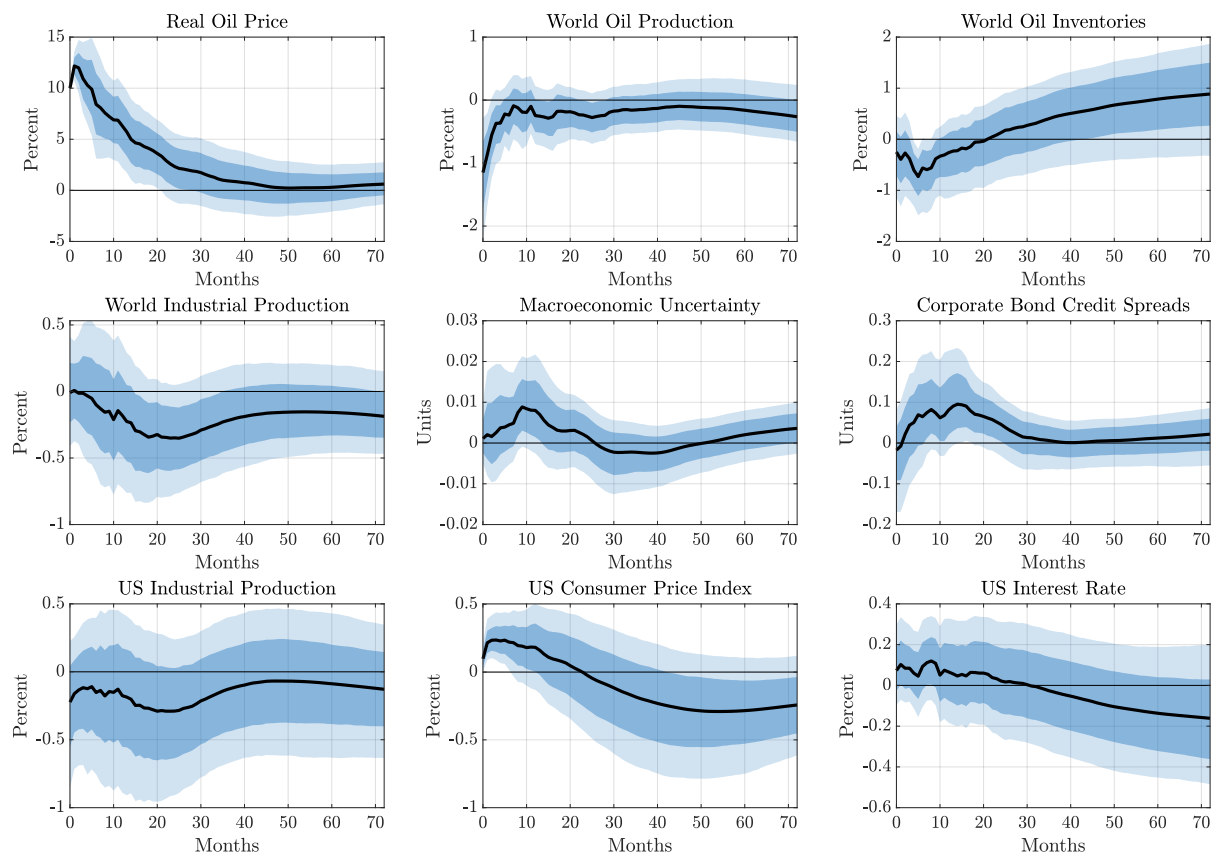 Real Oil Price
World Oil Production
World Oil Inventories
15
10
5
0
-5
Percent
0 10 20 30 40 50 60 70
Months
1
0
-1
-2
Percent
0 10 20 30 40 50 60 70
Months
2
1
0
-1
-2
Percent
0 10 20 30 40 50 60 70
Months
World Industrial Production
Macroeconomic Uncertainty
Corporate Bond Credit Spreads
0.5
0
-0.5
-1
Percent
0 10 20 30 40 50 60 70
Months
0.03
0.02
0.01
0
-0.01
-0.02
Units
0 10 20 30 40 50 60 70
Months
0.3
0.2
0.1
0
-0.1
-0.2
Units
0 10 20 30 40 50 60 70
Months
US Industrial Production
US Consumer Price Index
US Interest Rate
0.5
0
-0.5
-1
Percent
0 10 20 30 40 50 60 70
Months
0.5
0
-0.5
-1
Percent
0 10 20 30 40 50 60 70
Months
0.4
0.2
0
-0.2
-0.4
-0.6
Percent
0 10 20 30 40 50 60 70
Months